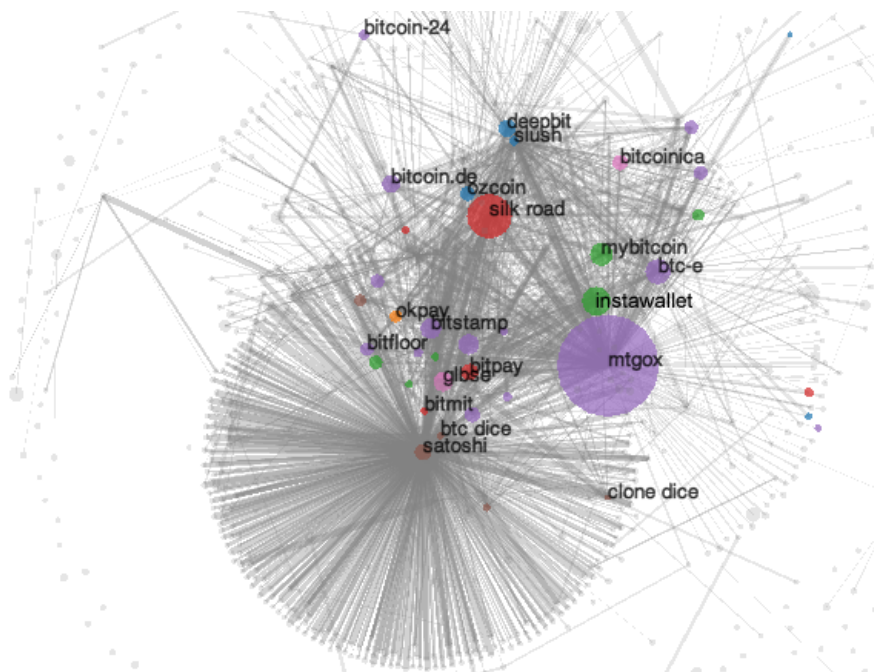 bitcoin-24
deepbit
slush
bitcoinica
bitcoin.de
ozcoin
silk road
mybitcoin
btc-e
instawallet
okpay
bitstamp
bitfloor
mtgox
bitpay
glbse
bitmit
btc dice
satoshi
clone dice